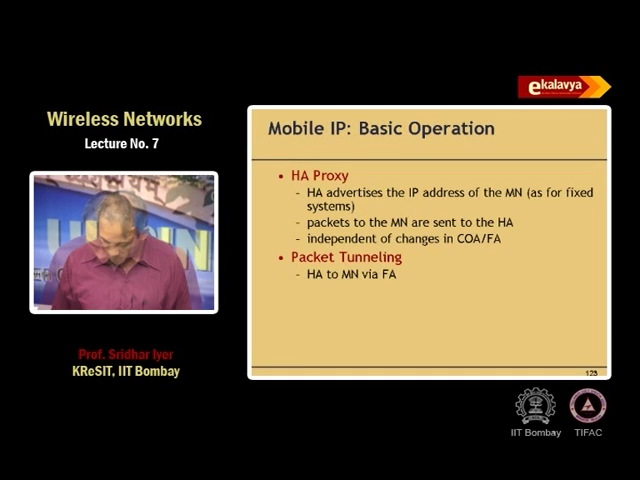 ekalavya
Wireless Networks
Lecture No. 7
Prof. Sridhar Iyer
KReSIT, IIT Bombay
Mobile IP: Basic Operation
• HA Proxy
- HA advertises the IP address of the MN (as for fixed
systems)
- packets to the MN are sent to the HA
- independent of changes in COA/FA
• Packet Tunneling
- HA to MN via FA
IIT Bombay
TIFAC